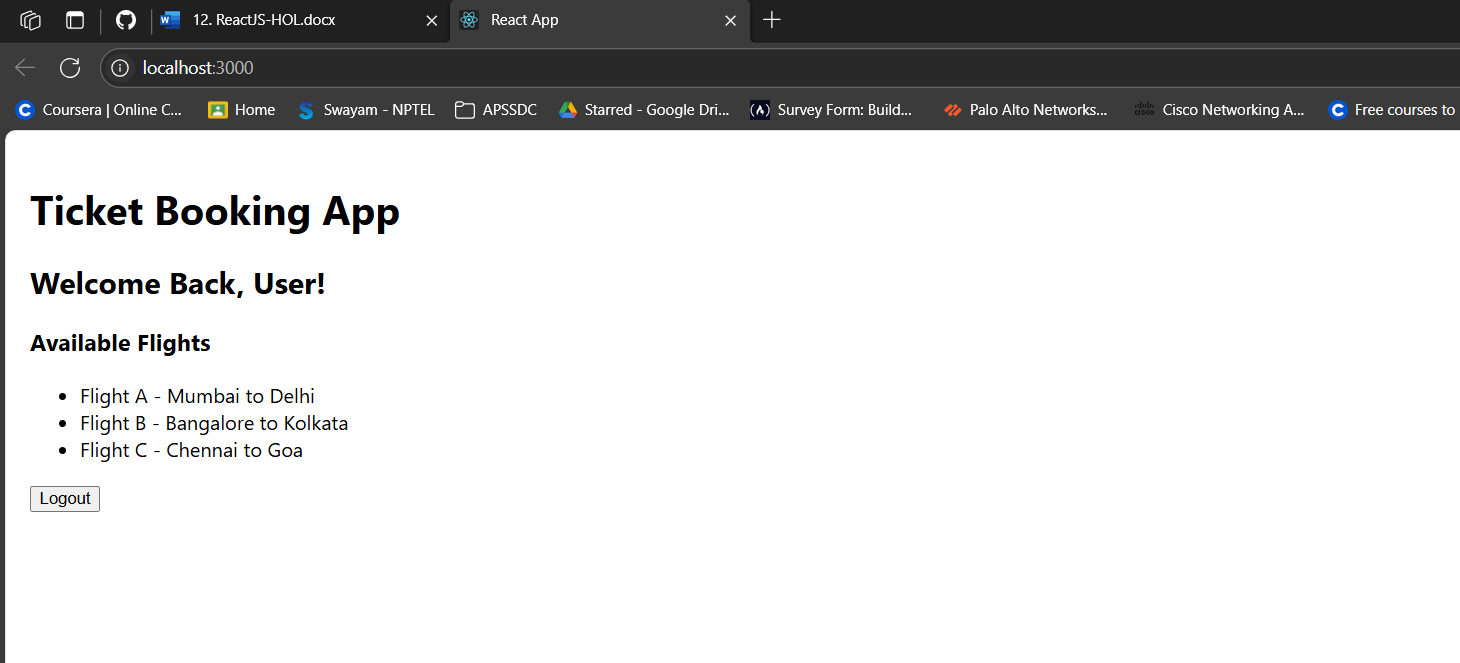 12. ReactJS-HOL.docx React App
localhost:3000
Coursera | Online C... Home Swayam - NPTEL APSSDC Starred - Google Dri... Survey Form: Build... Palo Alto Networks... Cisco Networking A... Free courses to
Ticket Booking App
Welcome Back, User!
Available Flights
• Flight A - Mumbai to Delhi
• Flight B - Bangalore to Kolkata
• Flight C - Chennai to Goa
Logout